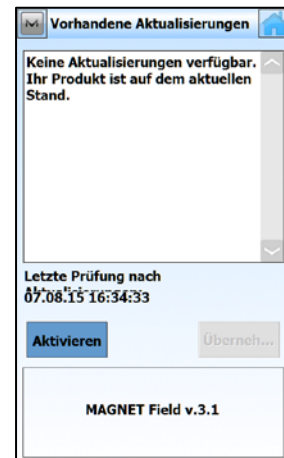 Vorhandene Aktualisierungen
Keine Aktualisierungen verfügbar.
Ihr Produkt ist auf dem aktuellen
Stand.
Letzte Prüfung nach
07.08.15 16:34:33
Aktivieren
Überneh...
MAGNET Field v.3.1